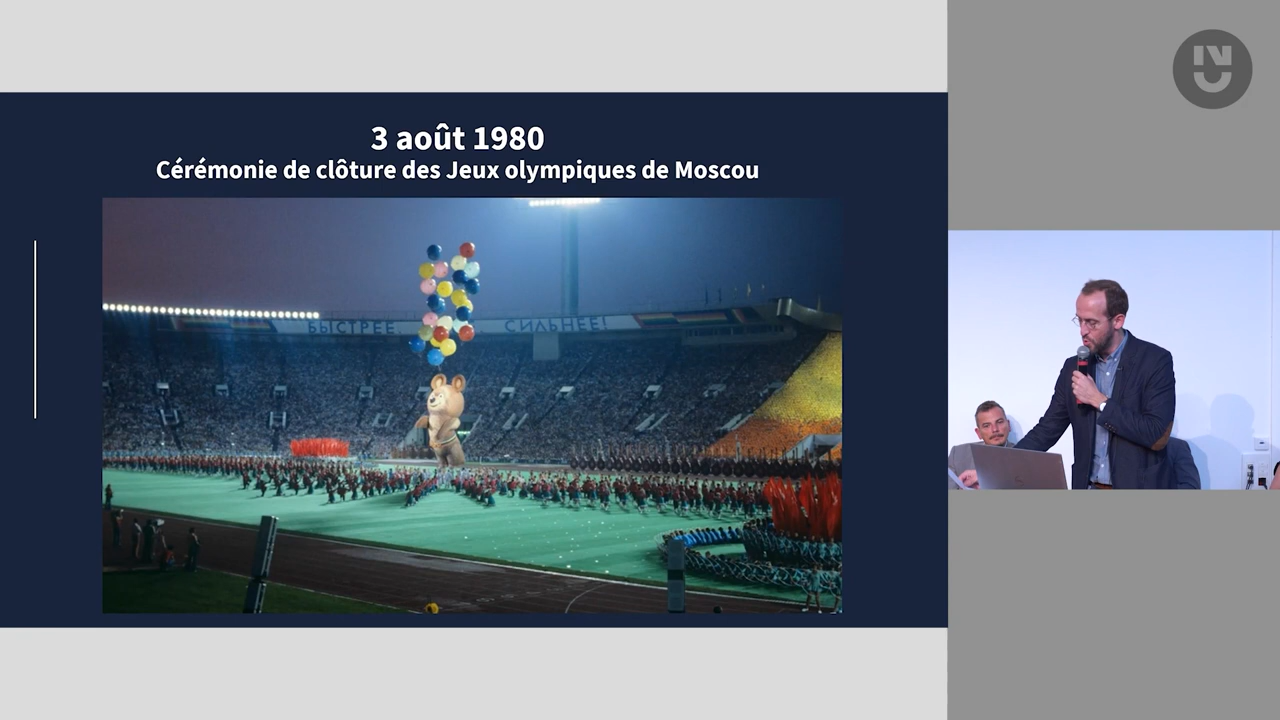 3 août 1980
Cérémonie de clôture des Jeux olympiques de Moscou
БЫСТРЕЕ СИЛЬНЕЕ!